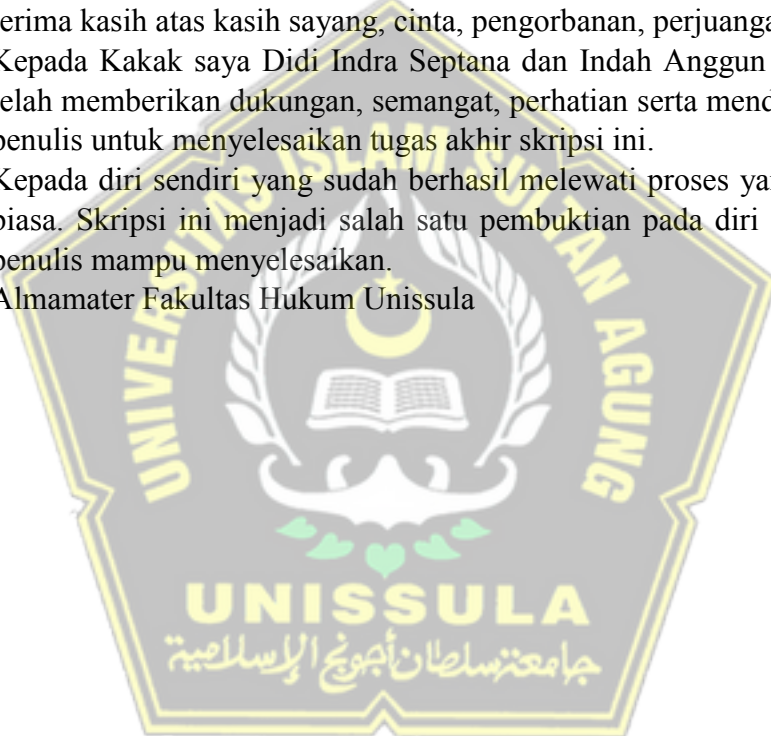 erima kasih atas kasih sayang, cinta, pengorbanan, perjuanga
Kepada Kakak saya Didi Indra Septana dan Indah Anggun
elah memberikan dukungan, semangat, perhatian serta mend
penulis untuk menyelesaikan tugas akhir skripsi ini.
Kepada diri sendiri yang sudah berhasil melewati proses ya
biasa. Skripsi ini menjadi salah satu pembuktian pada diri
penulis mampu menyelesaikan.
Almamater Fakultas Hukum Unissula
UNIVERSITAS ISLAM SULTAN AGUNG
UNISSULA
جامعتنسلطان أجونج الإسلامية